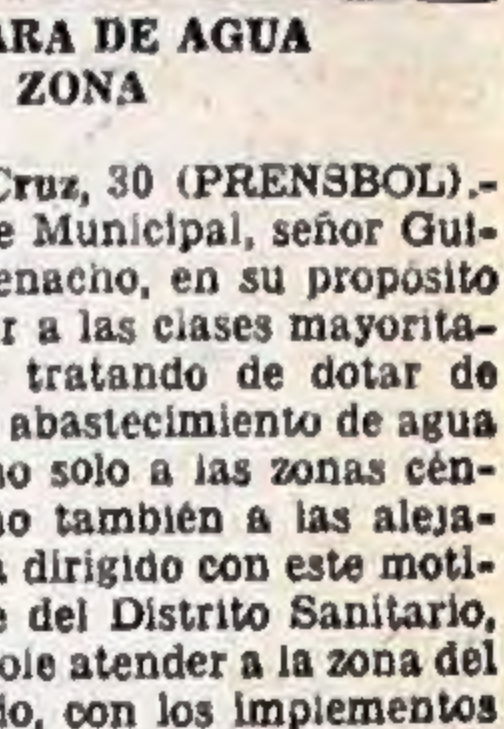 ARA DE AGUA
ZONA
Cruz, 30 (PRENSBOL).-
e Municipal, señor Gui-
enacho, en su propósito
r a las clases mayorita-
tratando de dotar de
abastecimiento de agua
no solo a las zonas cén-
no también a las aleja-
a dirigido con este moti-
e del Distrito Sanitario,
ole atender a la zona del
io, con los implementos